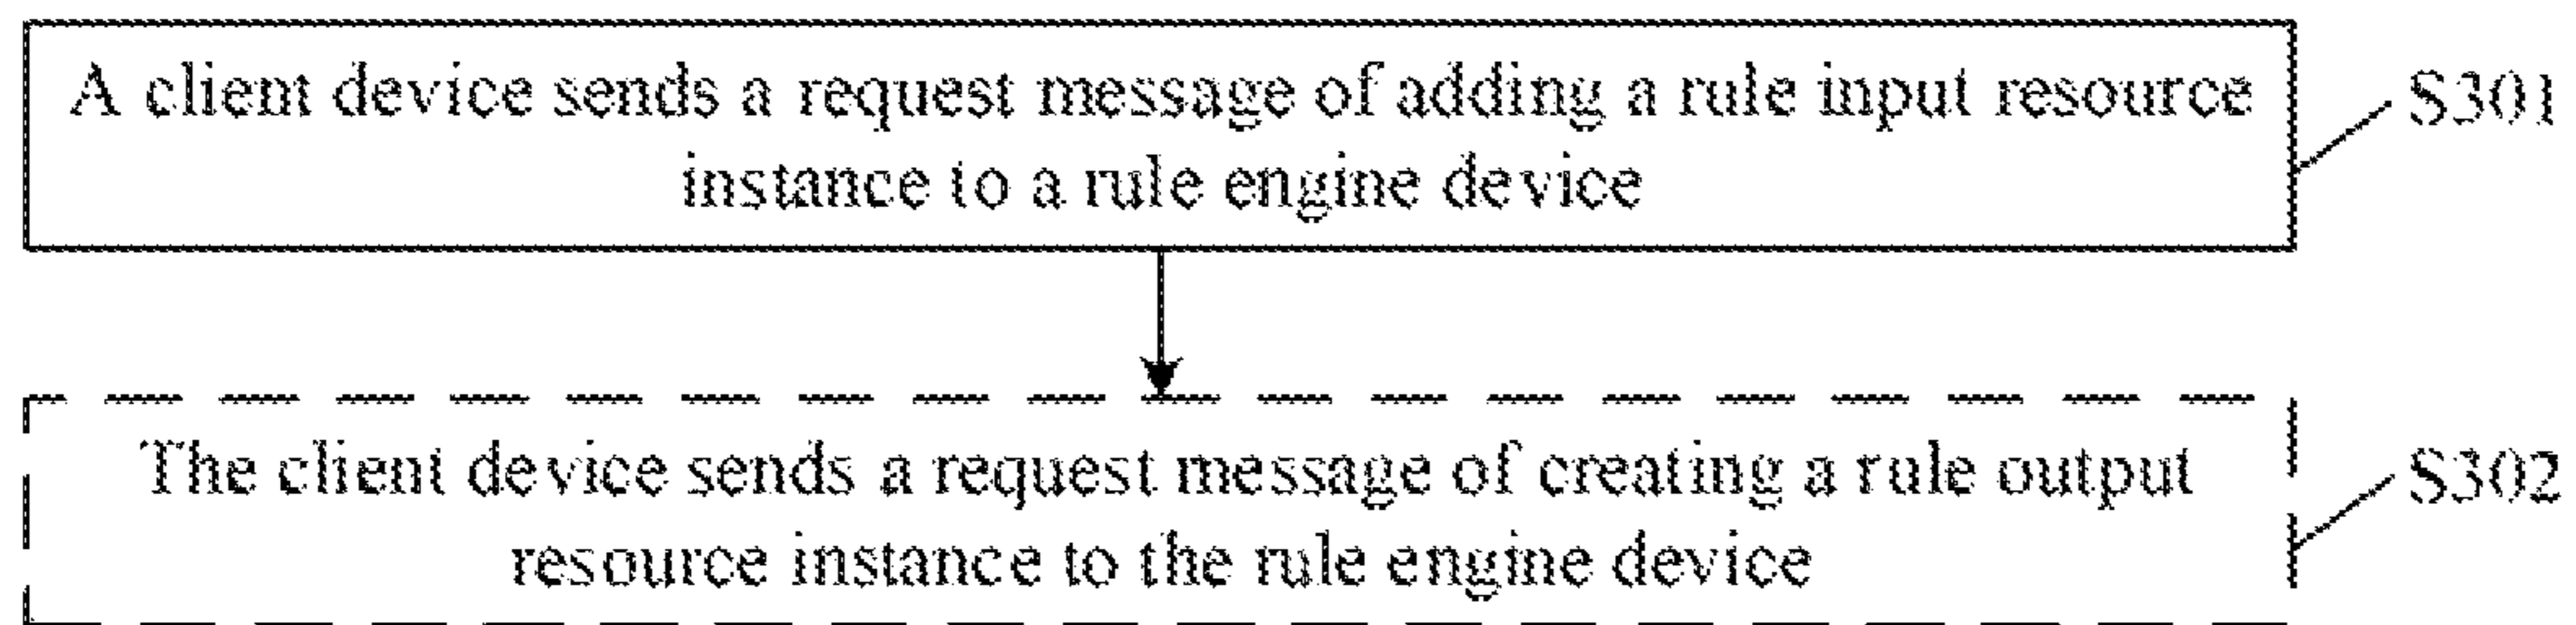 A client device sends a request message of adding a rule input resource
instance to a rule engine device
S301
The client device sends a request message of creating a rule output
resource instance to the rule engine device
S302